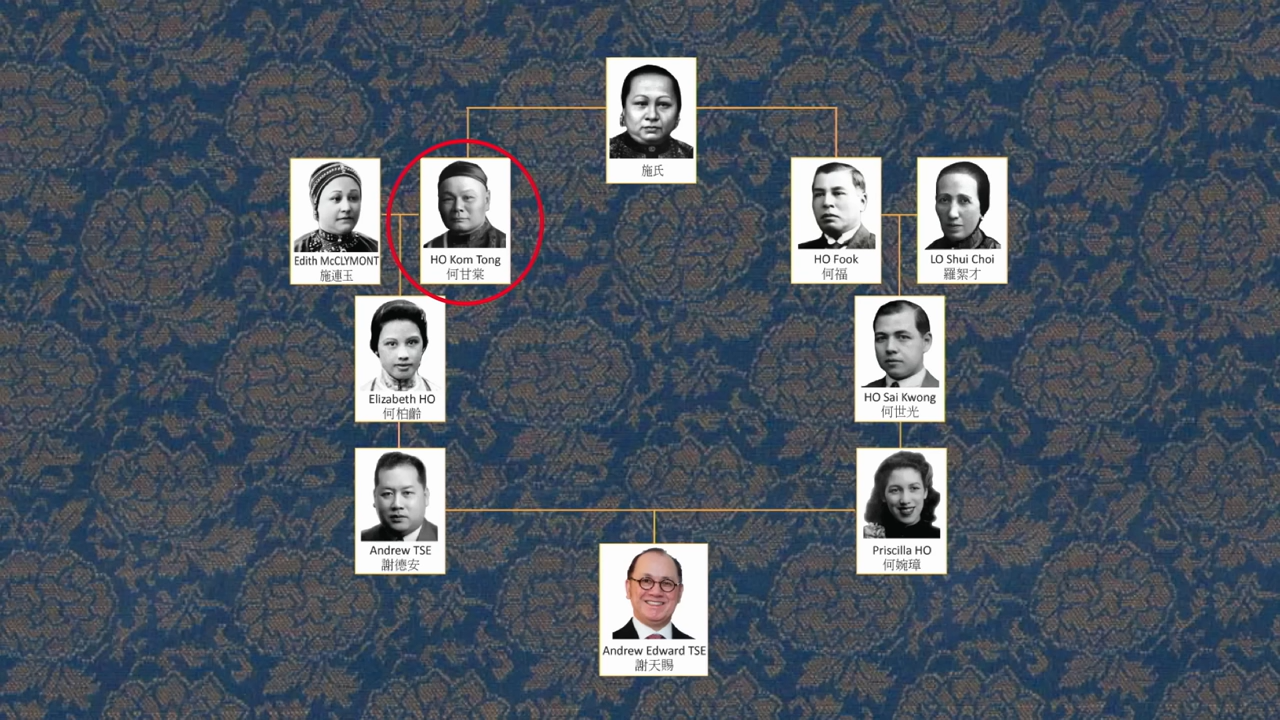 施氏
Edith McCLYMONT
施連玉
HO Kom Tong
何甘棠
HO Fook
何福
LO Shui Choi
羅絮才
Elizabeth HO
何柏齡
HO Sai Kwong
何世光
Andrew TSE
謝德安
Priscilla HO
何婉璋
Andrew Edward TSE
謝天賜